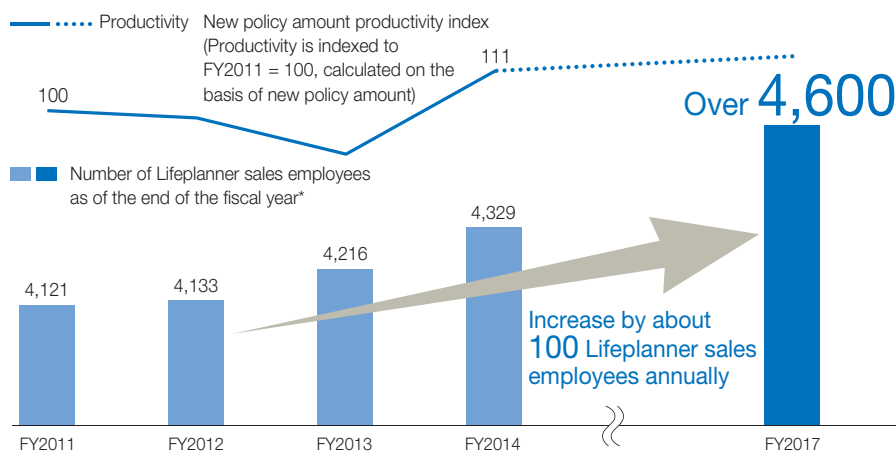 Productivity New policy amount productivity index
(Productivity is indexed to
FY2011 = 100, calculated on the
basis of new policy amount)
100
111
Over 4,600
Number of Lifeplanner sales employees
as of the end of the fiscal year*
4,121
4,133
4,216
4,329
Increase by about
100 Lifeplanner sales
employees annually
FY2011
FY2012
FY2013
FY2014
FY2017